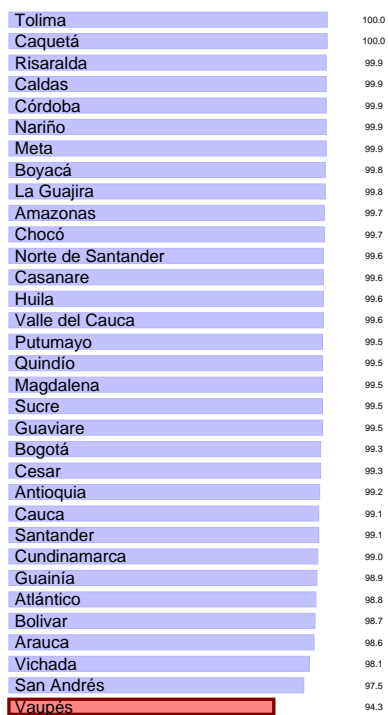 Tolima 100.0
Caquetá 100.0
Risaralda 99.9
Caldas 99.9
Córdoba 99.9
Nariño 99.9
Meta 99.9
Boyacá 99.8
La Guajira 99.8
Amazonas 99.7
Chocó 99.7
Norte de Santander 99.6
Casanare 99.6
Huila 99.6
Valle del Cauca 99.6
Putumayo 99.5
Quindío 99.5
Magdalena 99.5
Sucre 99.5
Guaviare 99.5
Bogotá 99.3
Cesar 99.3
Antioquia 99.2
Cauca 99.1
Santander 99.1
Cundinamarca 99.0
Guainía 98.9
Atlántico 98.8
Bolivar 98.7
Arauca 98.6
Vichada 98.1
San Andrés 97.5
Vaupés 94.3